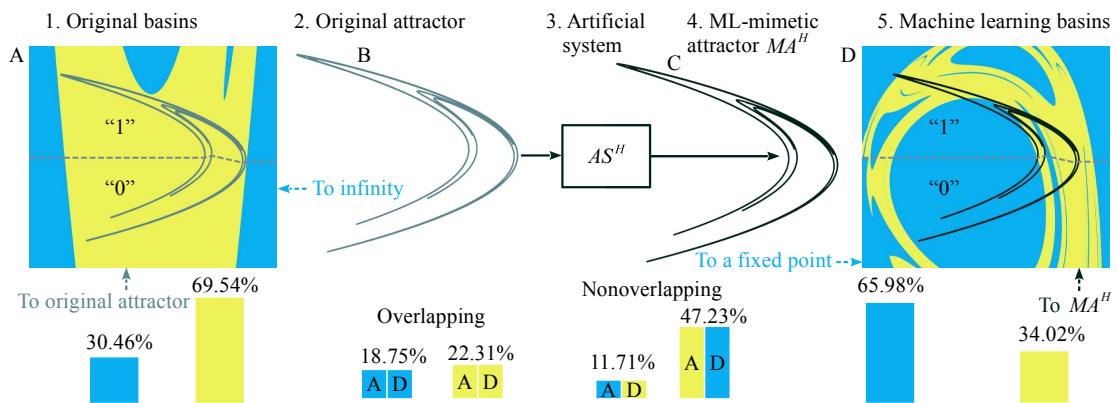 1. Original basins
2. Original attractor
3. Artificial
system
4. ML-mimetic
attractor MA^H
5. Machine learning basins
A
B
C
D
“1”
“0”
“1”
“0”
AS^H
To infinity
To a fixed point
To original attractor
To MA^H
69.54%
30.46%
Overlapping
18.75%
22.31%
A D
A D
Nonoverlapping
47.23%
11.71%
A D
A D
65.98%
34.02%